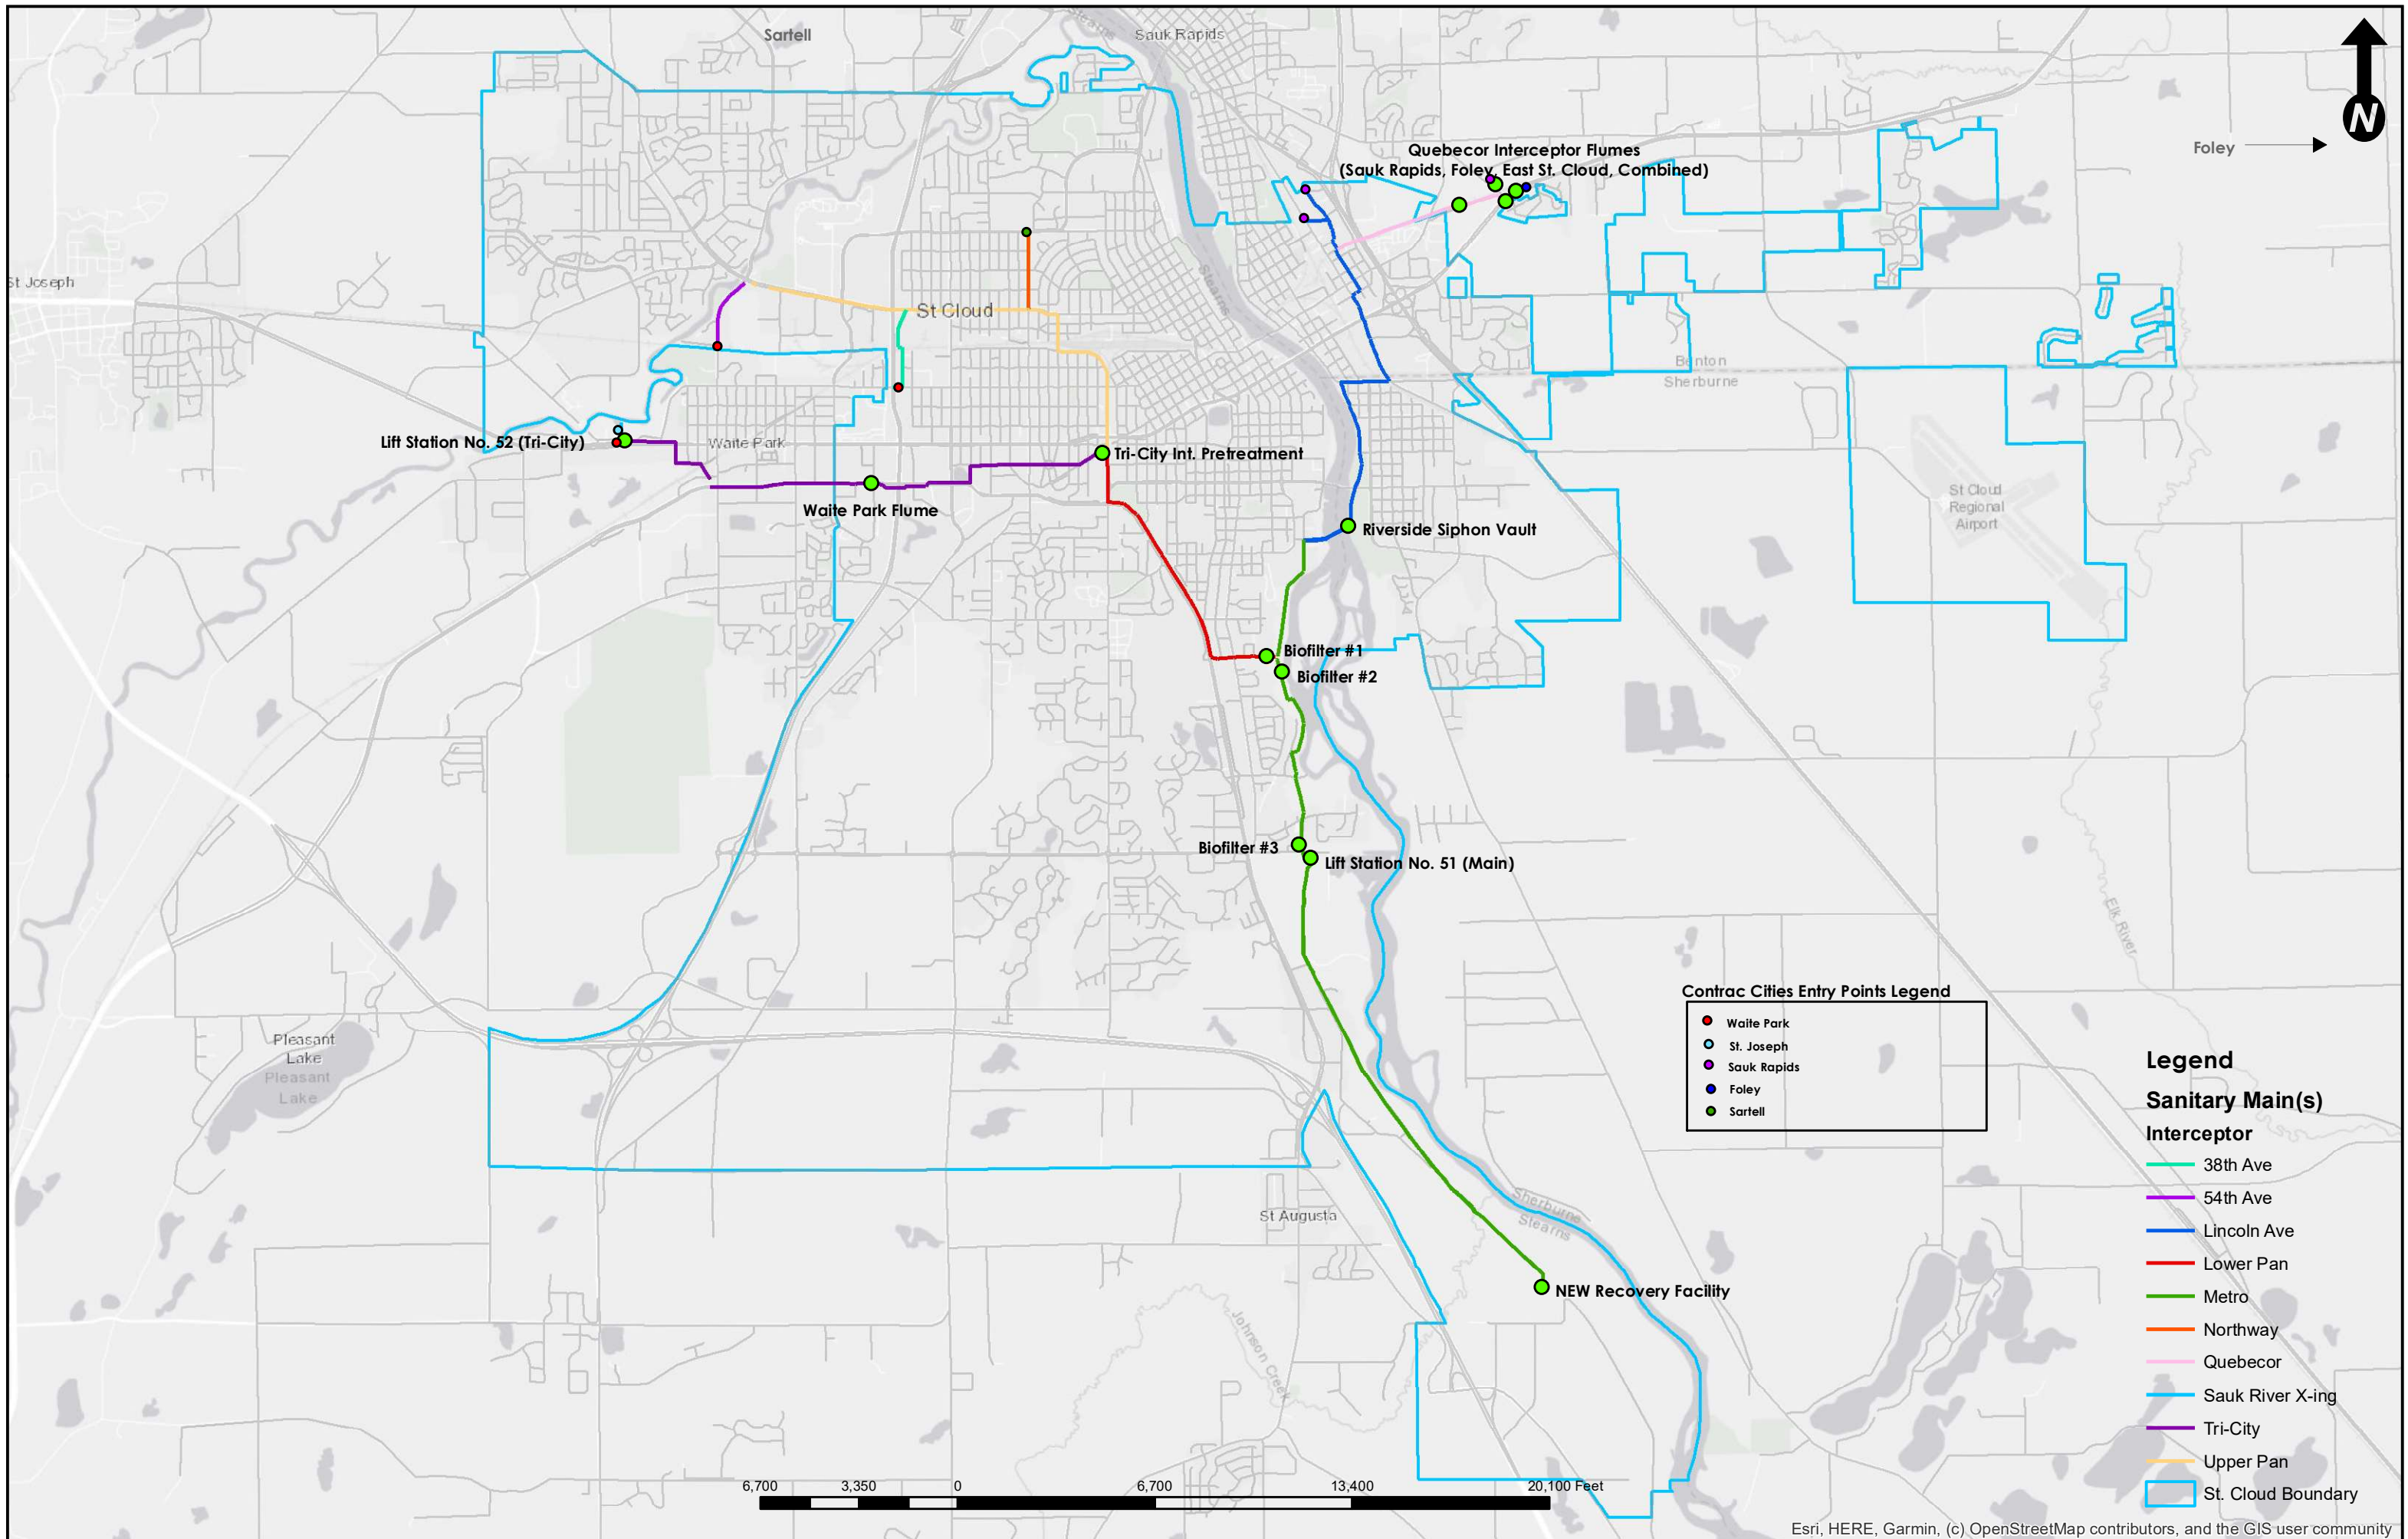 Sartell
Sauk Rapids
Stearns
N
Quebecor Interceptor Flumes
(Sauk Rapids, Foley, East St. Cloud, Combined)
Foley
St Joseph
Stearns
St Cloud
Benton
Sherburne
Lift Station No. 52 (Tri-City)
Waite Park
Tri-City Int. Pretreatment
Waite Park Flume
St Cloud
Regional
Airport
Riverside Siphon Vault
Biofilter #1
Biofilter #2
Biofilter #3
Lift Station No. 51 (Main)
Elk River
Contrac Cities Entry Points Legend
Waite Park
St. Joseph
Sauk Rapids
Foley
Sartell
Pleasant
Lake
Pleasant
Lake
Sherburne
Stearns
St Augusta
NEW Recovery Facility
Johnson Creek
Legend
Sanitary Main(s)
Interceptor
38th Ave
54th Ave
Lincoln Ave
Lower Pan
Metro
Northway
Quebecor
Sauk River X-ing
Tri-City
Upper Pan
St. Cloud Boundary
6,700 3,350 0 6,700 13,400 20,100 Feet
Esri, HERE, Garmin, (c) OpenStreetMap contributors, and the GIS user community